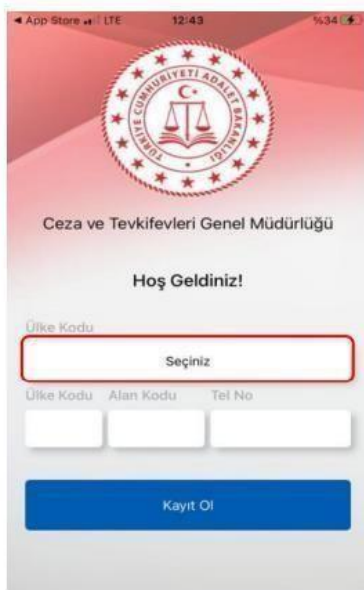 App Store LTE 12:43 %34
TÜRKİYE CUMHURİYETİ ADALET BAKANLIĞI
Ceza ve Tevkifevleri Genel Müdürlüğü
Hoş Geldiniz!
Ülke Kodu
Seçiniz
Ülke Kodu Alan Kodu Tel No
Kayıt Ol